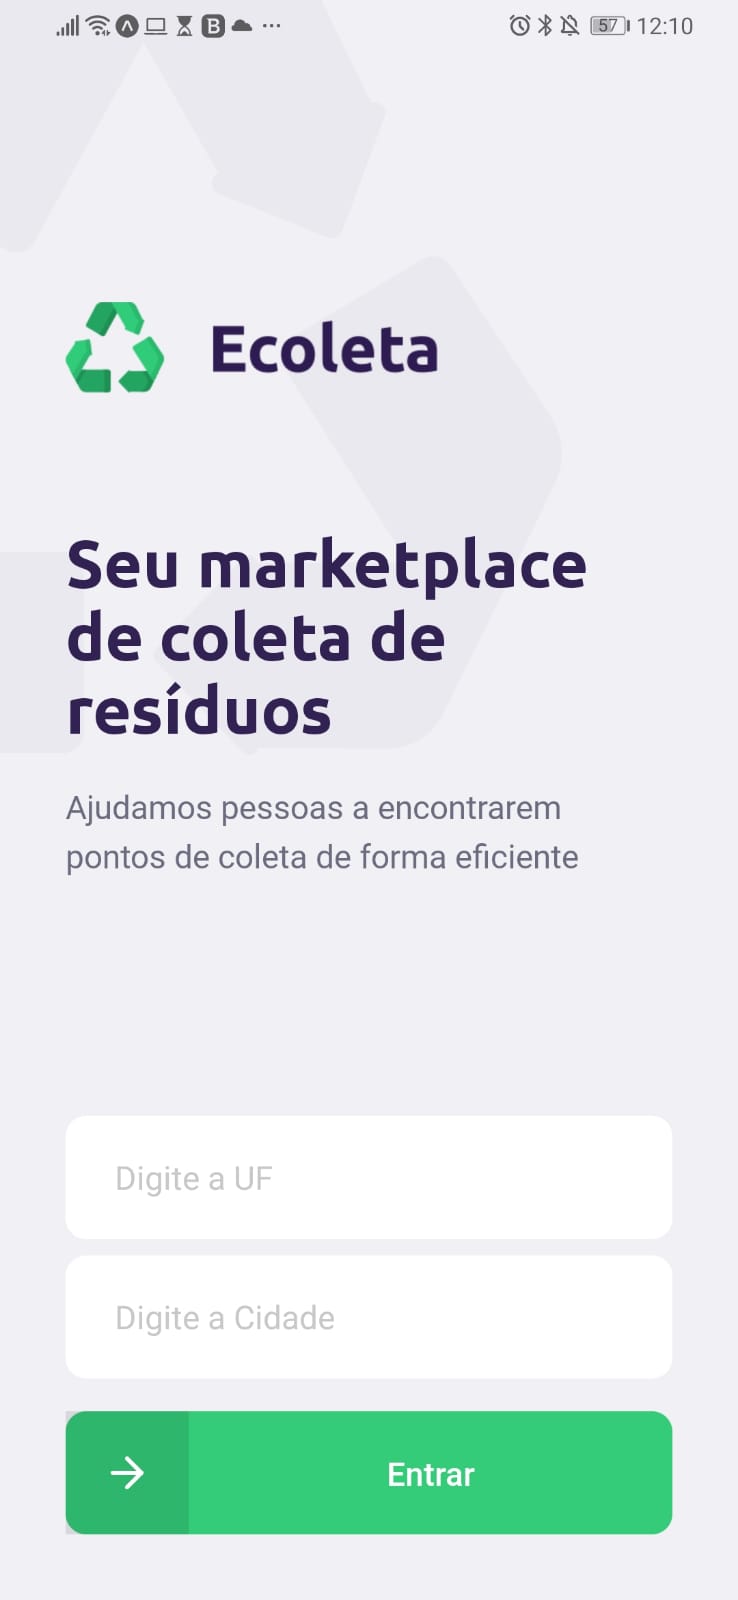 57 12:10
Ecoleta
Seu marketplace
de coleta de
resíduos
Ajudamos pessoas a encontrarem
pontos de coleta de forma eficiente
Digite a UF
Digite a Cidade
Entrar